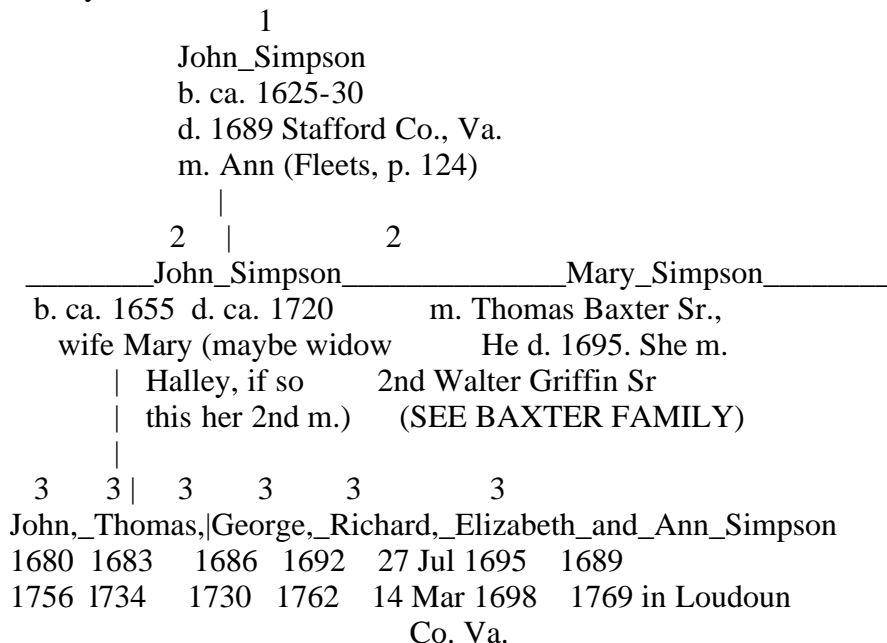 1
John_Simpson
b. ca. 1625-30
d. 1689 Stafford Co., Va.
m. Ann (Fleets, p. 124)
|
2 | 2
________John_Simpson______________Mary_Simpson________
b. ca. 1655 d. ca. 1720 m. Thomas Baxter Sr.,
wife Mary (maybe widow He d. 1695. She m.
| Halley, if so 2nd Walter Griffin Sr
| this her 2nd m.) (SEE BAXTER FAMILY)
|
3 3 | 3 3 3 3
John,_Thomas,|George,_Richard,_Elizabeth_and_Ann_Simpson
1680 1683 1686 1692 27 Jul 1695 1689
1756 l734 1730 1762 14 Mar 1698 1769 in Loudoun
Co. Va.